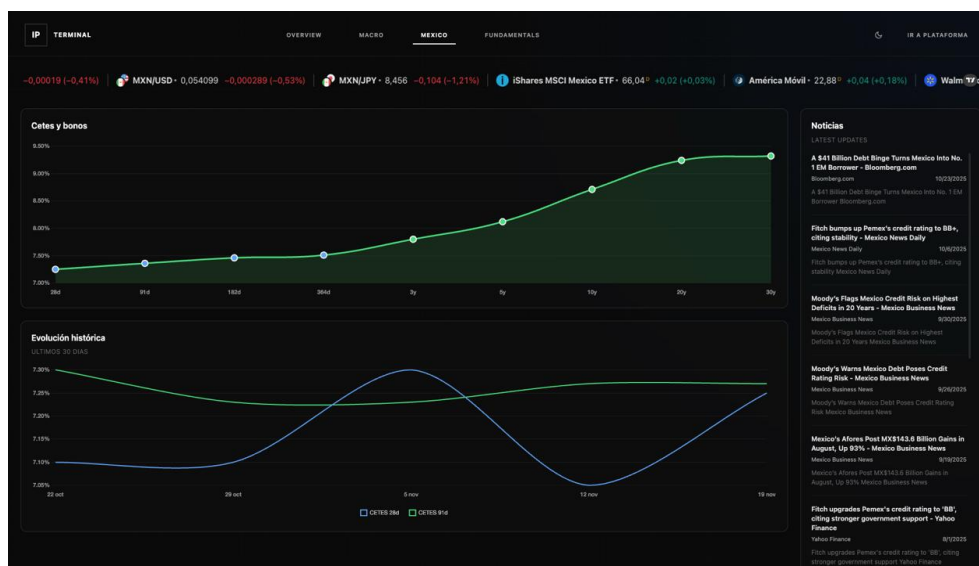 IP TERMINAL
OVERVIEW MACRO MEXICO FUNDAMENTALS
IR A PLATAFORMA
−0,00019 (−0,41%) MXN/USD • 0,054099 −0,000289 (−0,53%) MXN/JPY • 8,456 −0,104 (−1,21%) iShares MSCI Mexico ETF • 66,04 D +0,02 (+0,03%) América Móvil • 22,88 D +0,04 (+0,18%)
Cetes y bonos
9.50%
9.00%
8.50%
8.00%
7.50%
7.00%
28d 91d 182d 364d 3y 5y 10y 20y 30y
Evolución histórica
ULTIMOS 30 DIAS
7.30%
7.25%
7.20%
7.15%
7.10%
7.05%
22 oct 29 oct 5 nov 12 nov 19 nov
CETES 28d CETES 91d
Noticias
LATEST UPDATES
A $41 Billion Debt Binge Turns Mexico Into No.
1 EM Borrower - Bloomberg.com
Bloomberg.com 10/23/2025
A $41 Billion Debt Binge Turns Mexico Into No. 1 EM
Borrower Bloomberg.com
Fitch bumps up Pemex's credit rating to BB+,
citing stability - Mexico News Daily
Mexico News Daily 10/6/2025
Fitch bumps up Pemex's credit rating to BB+, citing
stability Mexico News Daily
Moody's Flags Mexico Credit Risk on Highest
Deficits in 20 Years - Mexico Business News
Mexico Business News 9/30/2025
Moody's Flags Mexico Credit Risk on Highest
Deficits in 20 Years Mexico Business News
Moody's Warns Mexico Debt Poses Credit
Rating Risk - Mexico Business News
Mexico Business News 9/26/2025
Moody's Warns Mexico Debt Poses Credit Rating
Risk Mexico Business News
Mexico's Afores Post MX$143.6 Billion Gains in
August, Up 93% - Mexico Business News
Mexico Business News 9/19/2025
Mexico's Afores Post MX$143.6 Billion Gains in
August, Up 93% Mexico Business News
Fitch upgrades Pemex's credit rating to 'BB',
citing stronger government support - Yahoo
Finance
Yahoo Finance 8/1/2025
Fitch upgrades Pemex's credit rating to 'BB', citing
stronger government support Yahoo Finance